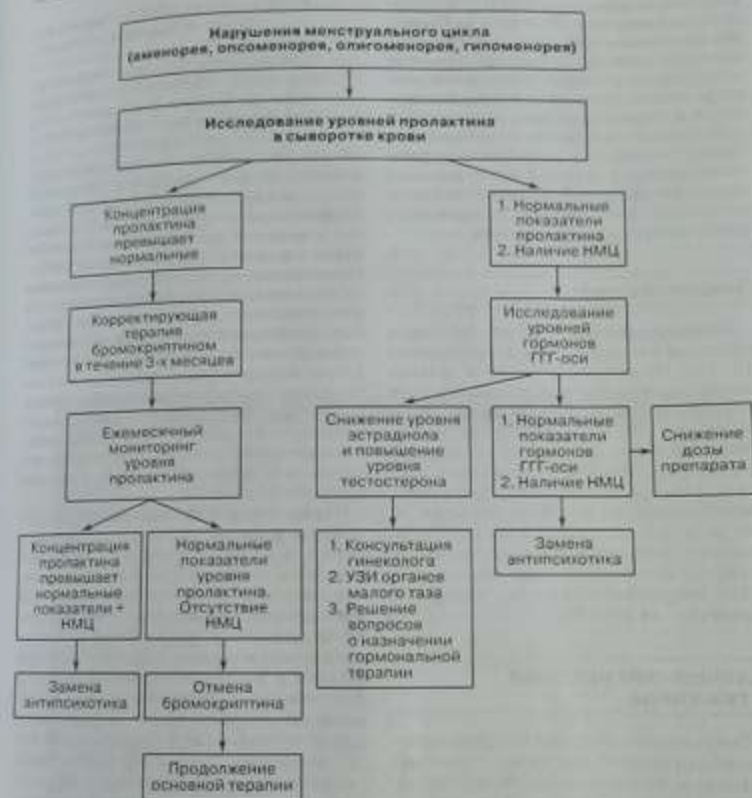 Нарушения менструального цикла
(аменорея, опсоменорея, олигоменорея, гипоменорея)
Исследование уровней пролактина
в сыворотке крови
Концентрация
пролактина
превышает
нормальные
1. Нормальные
показатели
пролактина
2. Наличие НМЦ
Корректирующая
терапия
бромокриптином
в течение 3-х месяцев
Исследование
уровней
гормонов
ГГГ-оси
Ежемесячный
мониторинг
уровня
пролактина
Снижение уровня
эстрадиола
и повышение
уровня
тестостерона
1. Нормальные
показатели
гормонов
ГГГ-оси
2. Наличие НМЦ
Снижение
дозы
препарата
Концентрация
пролактина
превышает
нормальные
показатели +
НМЦ
Нормальные
показатели
уровня
пролактина.
Отсутствие
НМЦ
1. Консультация
гинеколога
2. УЗИ органов
малого таза
3. Решение
вопросов
о назначении
гормональной
терапии
Замена
антипсихотика
Замена
антипсихотика
Отмена
бромокриптина
Продолжение
основной терапии